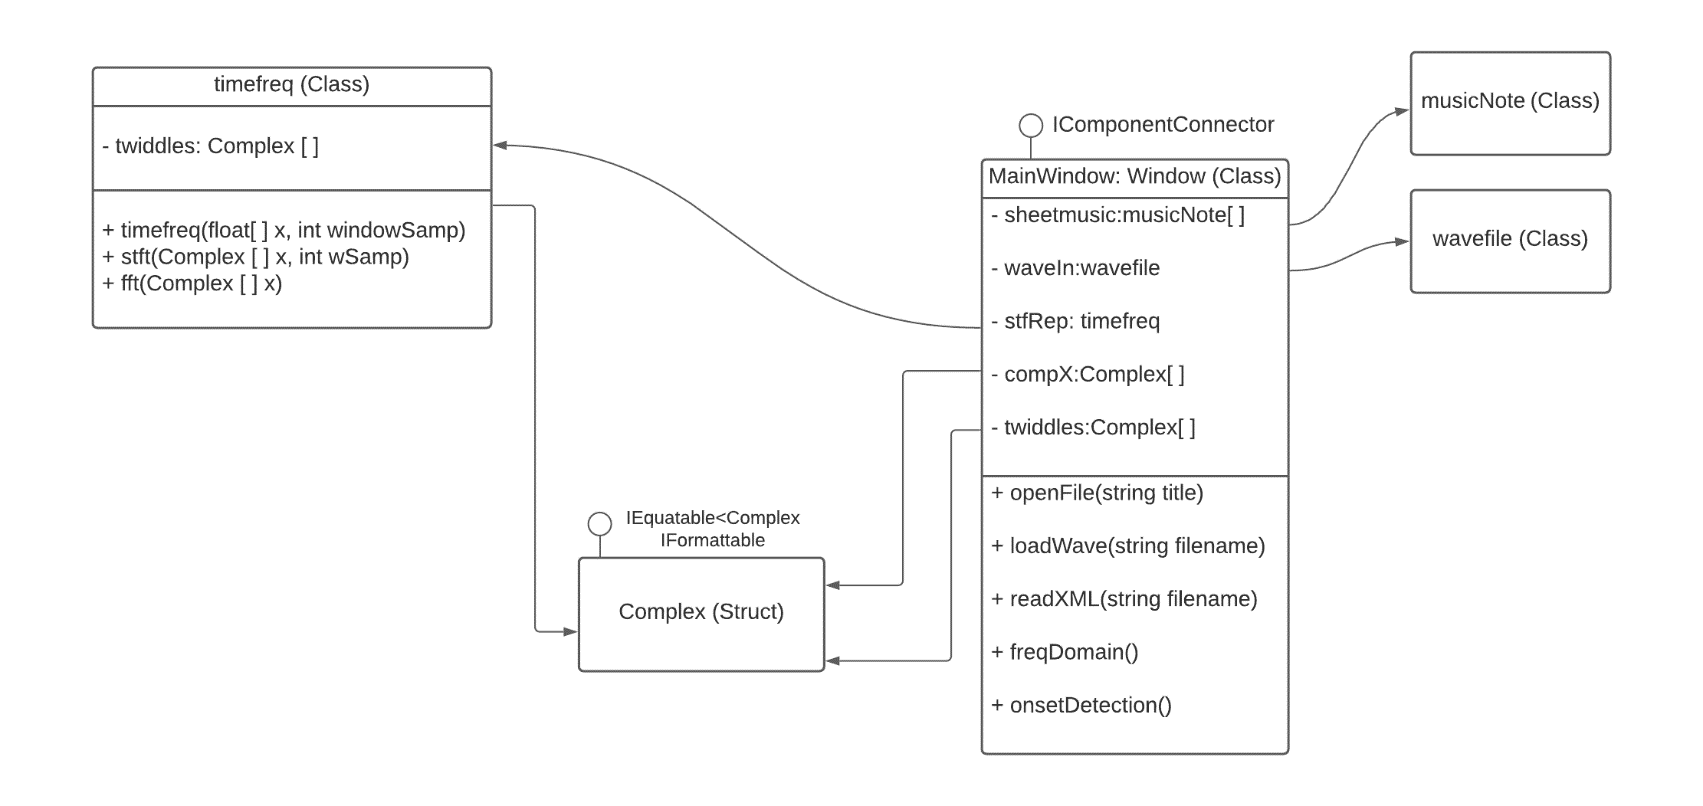 timefreq (Class)
- twiddles: Complex [ ]
+ timefreq(float[ ] x, int windowSamp)
+ stft(Complex [ ] x, int wSamp)
+ fft(Complex [ ] x)
IComponentConnector
MainWindow: Window (Class)
- sheetmusic:musicNote[ ]
- waveIn:wavefile
- stfRep: timefreq
- compX:Complex[ ]
- twiddles:Complex[ ]
+ openFile(string title)
+ loadWave(string filename)
+ readXML(string filename)
+ freqDomain()
+ onsetDetection()
musicNote (Class)
wavefile (Class)
IEquatable<Complex
IFormattable
Complex (Struct)